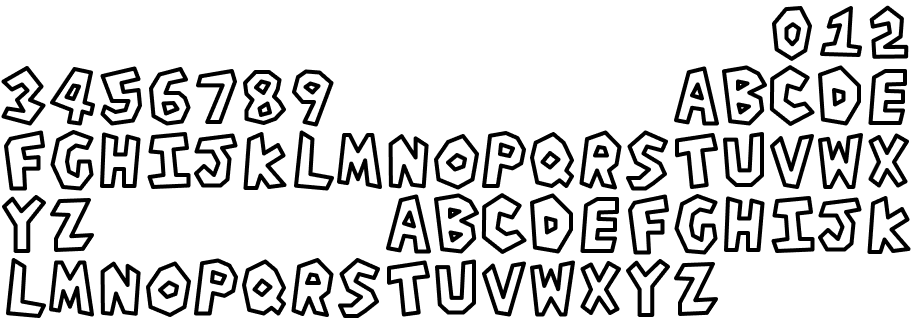 012
3456789 ABCDE
FGHIJKLMNOPQRSTUVWX
YZ ABCDEFGHIJK
LMNOPQRSTUVWXYZ